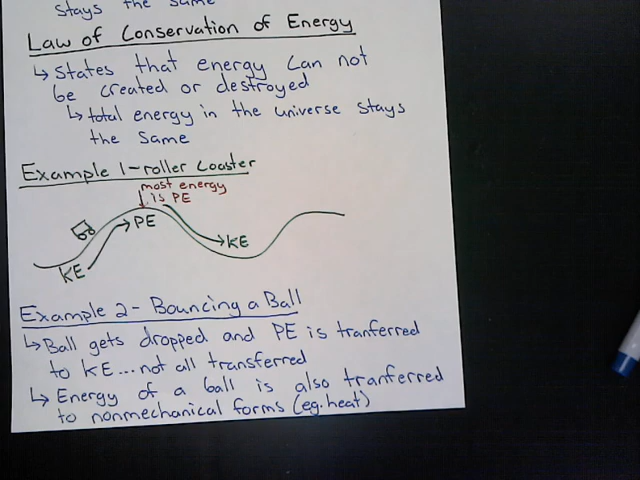 stays the same
Law of Conservation of Energy
↳ States that energy can not
be created or destroyed
↳ total energy in the universe stays
the same
Example 1-roller coaster
most energy
is PE
PE
KE
KE
Example 2 - Bouncing a Ball
↳ Ball gets dropped and PE is tranferred
to KE...not all transferred
↳ Energy of a ball is also tranferred
to nonmechanical forms (eg.heat)